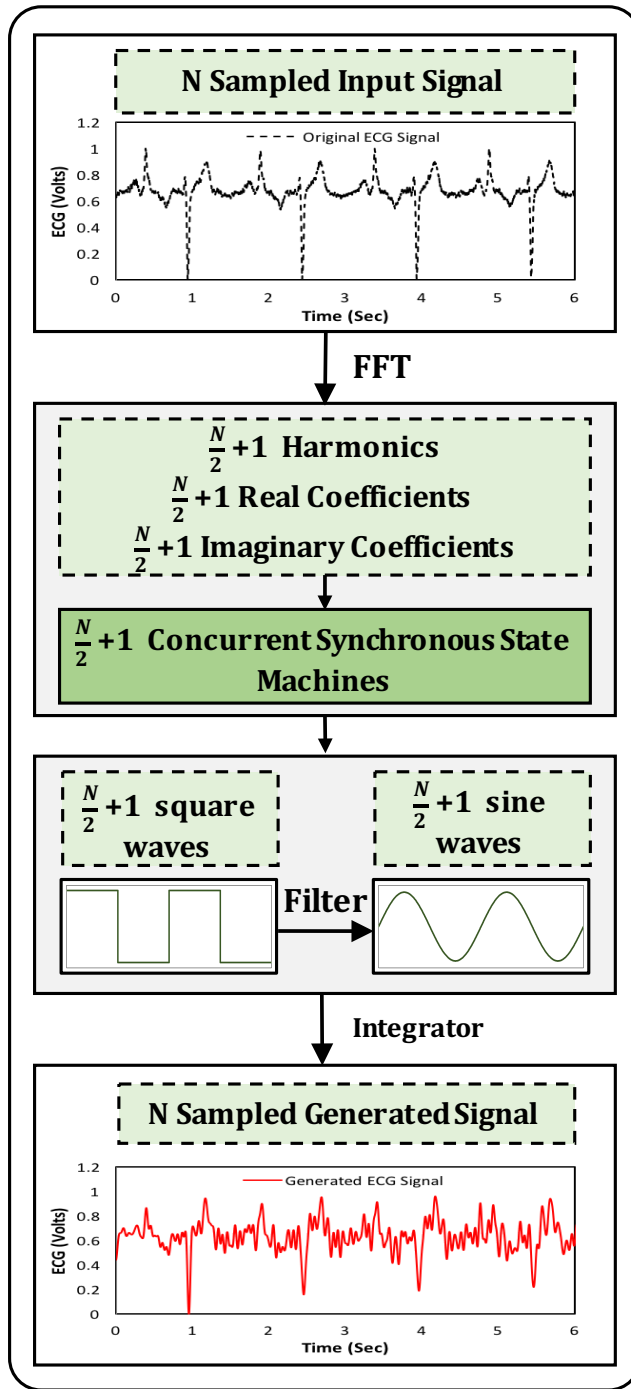 N Sampled Input Signal
1.2
1
0.8
0.6
0.4
0.2
0
ECG (Volts)
Original ECG Signal
0 1 2 3 4 5 6
Time (Sec)
FFT
N/2 +1 Harmonics
N/2 +1 Real Coefficients
N/2 +1 Imaginary Coefficients
N/2 +1 Concurrent Synchronous State
Machines
N/2 +1 square
waves
N/2 +1 sine
waves
Filter
Integrator
N Sampled Generated Signal
1.2
1
0.8
0.6
0.4
0.2
0
ECG (Volts)
Generated ECG Signal
0 1 2 3 4 5 6
Time (Sec)